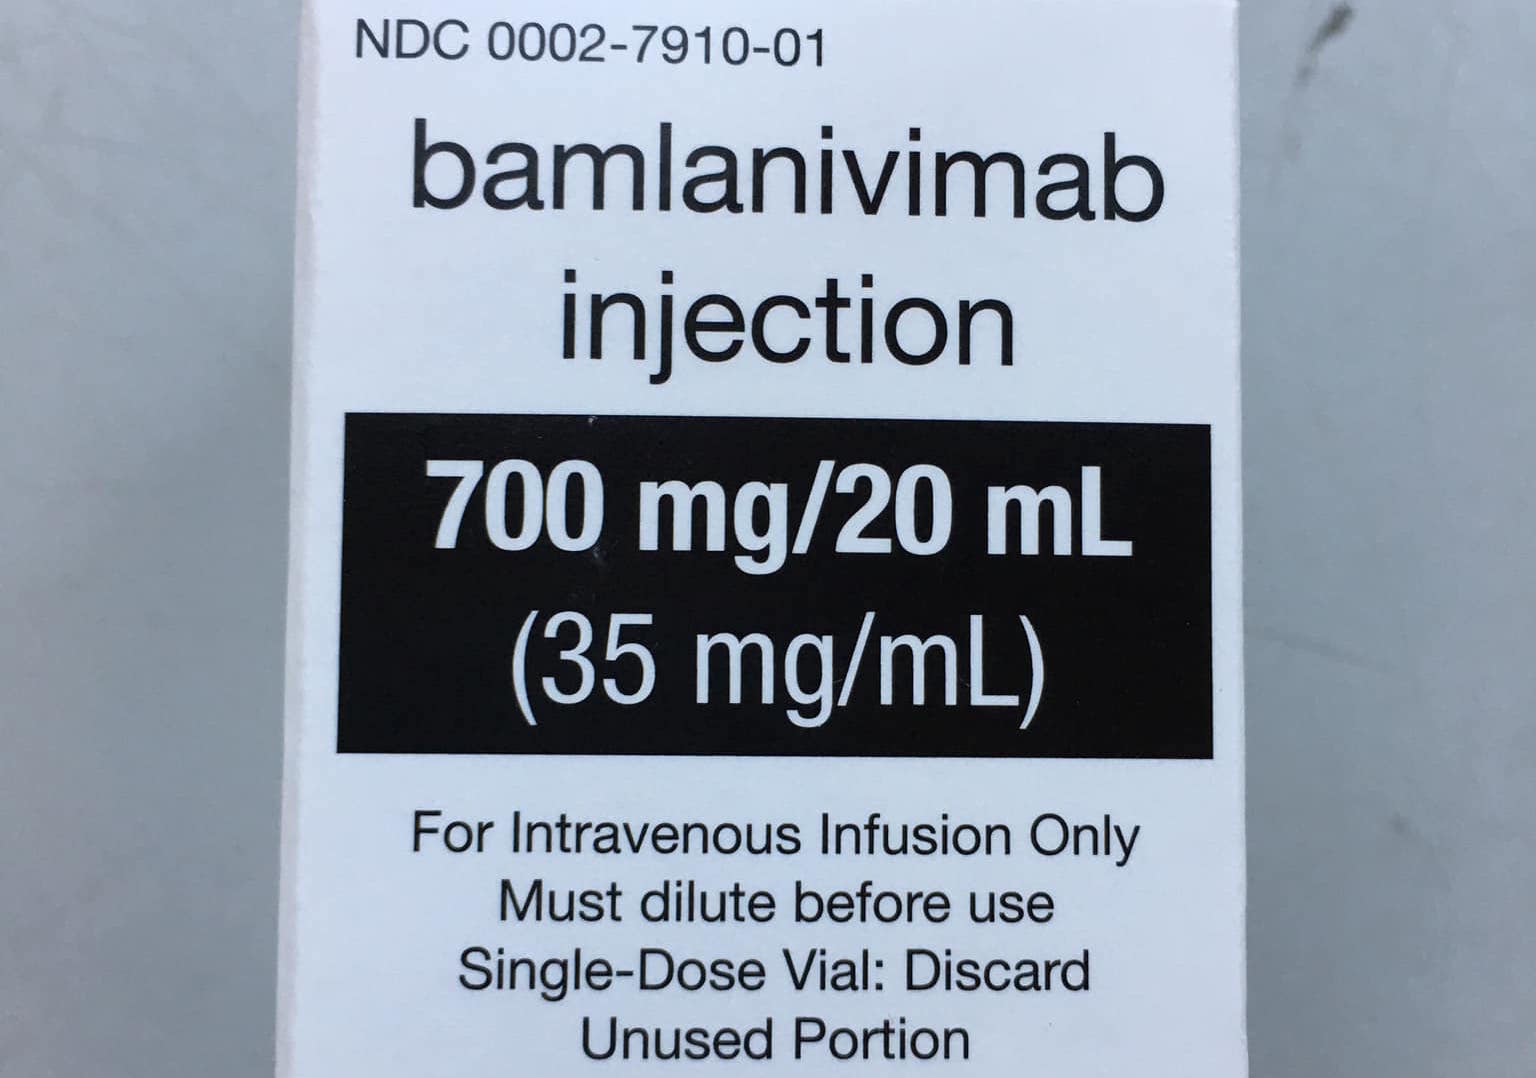 NDC 0002-7910-01
bamlanivimab
injection
700 mg/20 mL
(35 mg/mL)
For Intravenous Infusion Only
Must dilute before use
Single-Dose Vial: Discard
Unused Portion